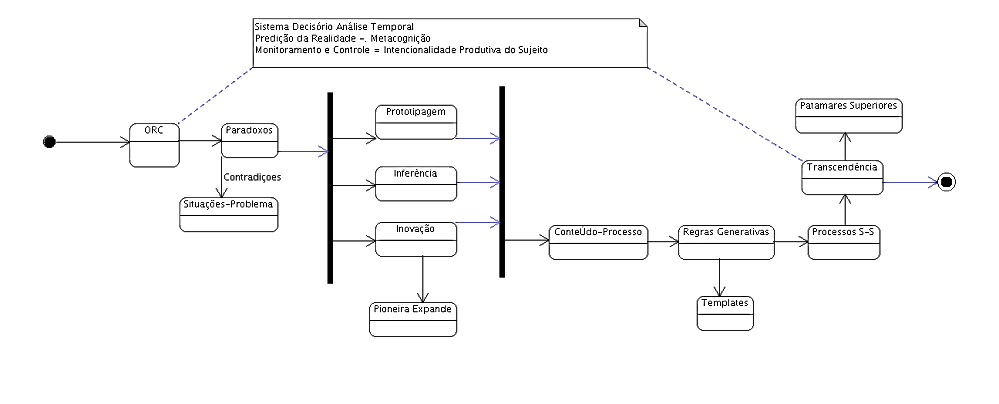 Sistema Decisório Análise Temporal
Predição da Realidade -. Metacognição
Monitoramento e Controle = Intencionalidade Produtiva do Sujeito
ORC
Paradoxos
Contradiçoes
Situações-Problema
Prototipagem
Inferência
Inovação
Pioneira Expande
ConteÚdo-Processo
Regras Generativas
Templates
Processos S-S
Transcendência
Patamares Superiores